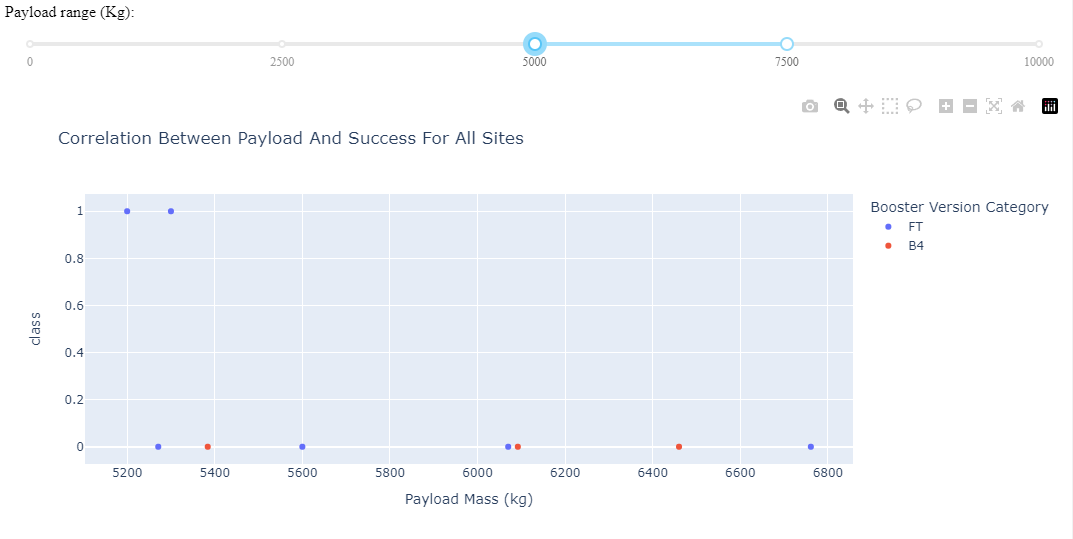 Payload range (Kg):
0 2500 5000 7500 10000
Correlation Between Payload And Success For All Sites
Booster Version Category
FT
B4
1
0.8
0.6
0.4
0.2
0
class
5200 5400 5600 5800 6000 6200 6400 6600 6800
Payload Mass (kg)